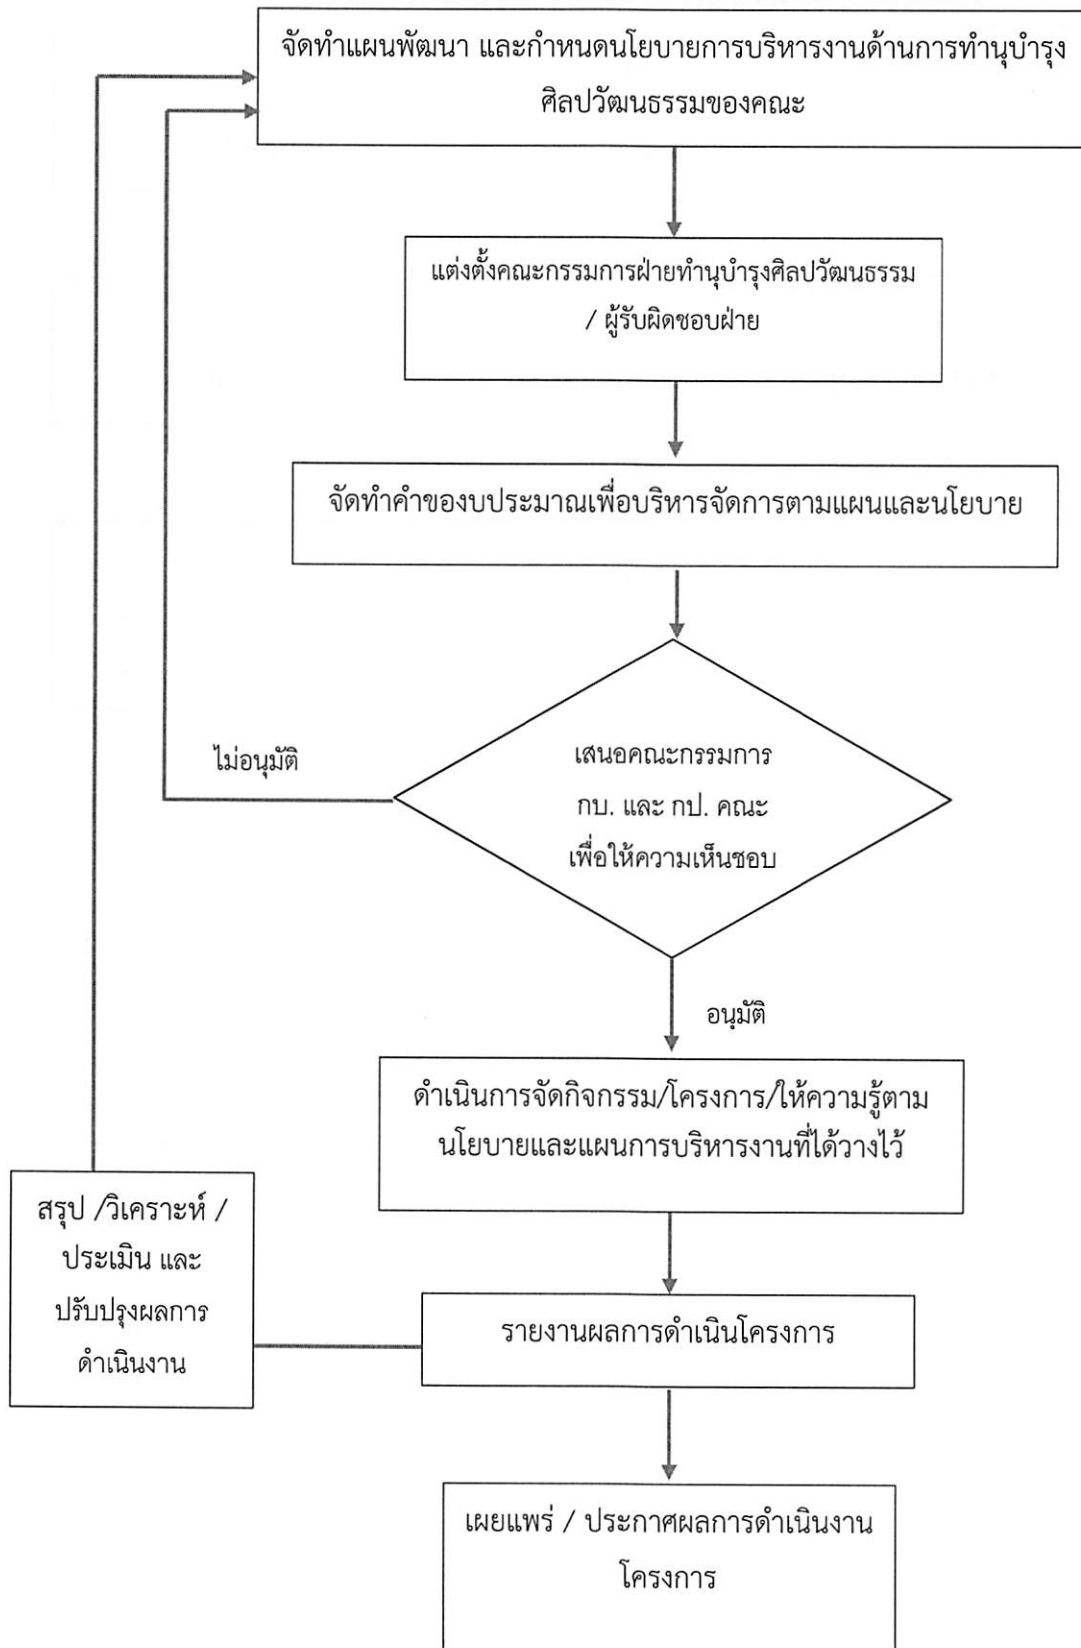 จัดทำแผนพัฒนา และกำหนดนโยบายการบริหารงานด้านการทำนุบำรุง
ศิลปวัฒนธรรมของคณะ
แต่งตั้งคณะกรรมการฝ่ายทำนุบำรุงศิลปวัฒนธรรม
/ ผู้รับผิดชอบฝ่าย
จัดทำคำของบประมาณเพื่อบริหารจัดการตามแผนและนโยบาย
ไม่อนุมัติ
เสนอคณะกรรมการ
กบ. และ กป. คณะ
เพื่อให้ความเห็นชอบ
อนุมัติ
ดำเนินการจัดกิจกรรม/โครงการ/ให้ความรู้ตาม
นโยบายและแผนการบริหารงานที่ได้วางไว้
สรุป /วิเคราะห์ /
ประเมิน และ
ปรับปรุงผลการ
ดำเนินงาน
รายงานผลการดำเนินโครงการ
เผยแพร่ / ประกาศผลการดำเนินงาน
โครงการ